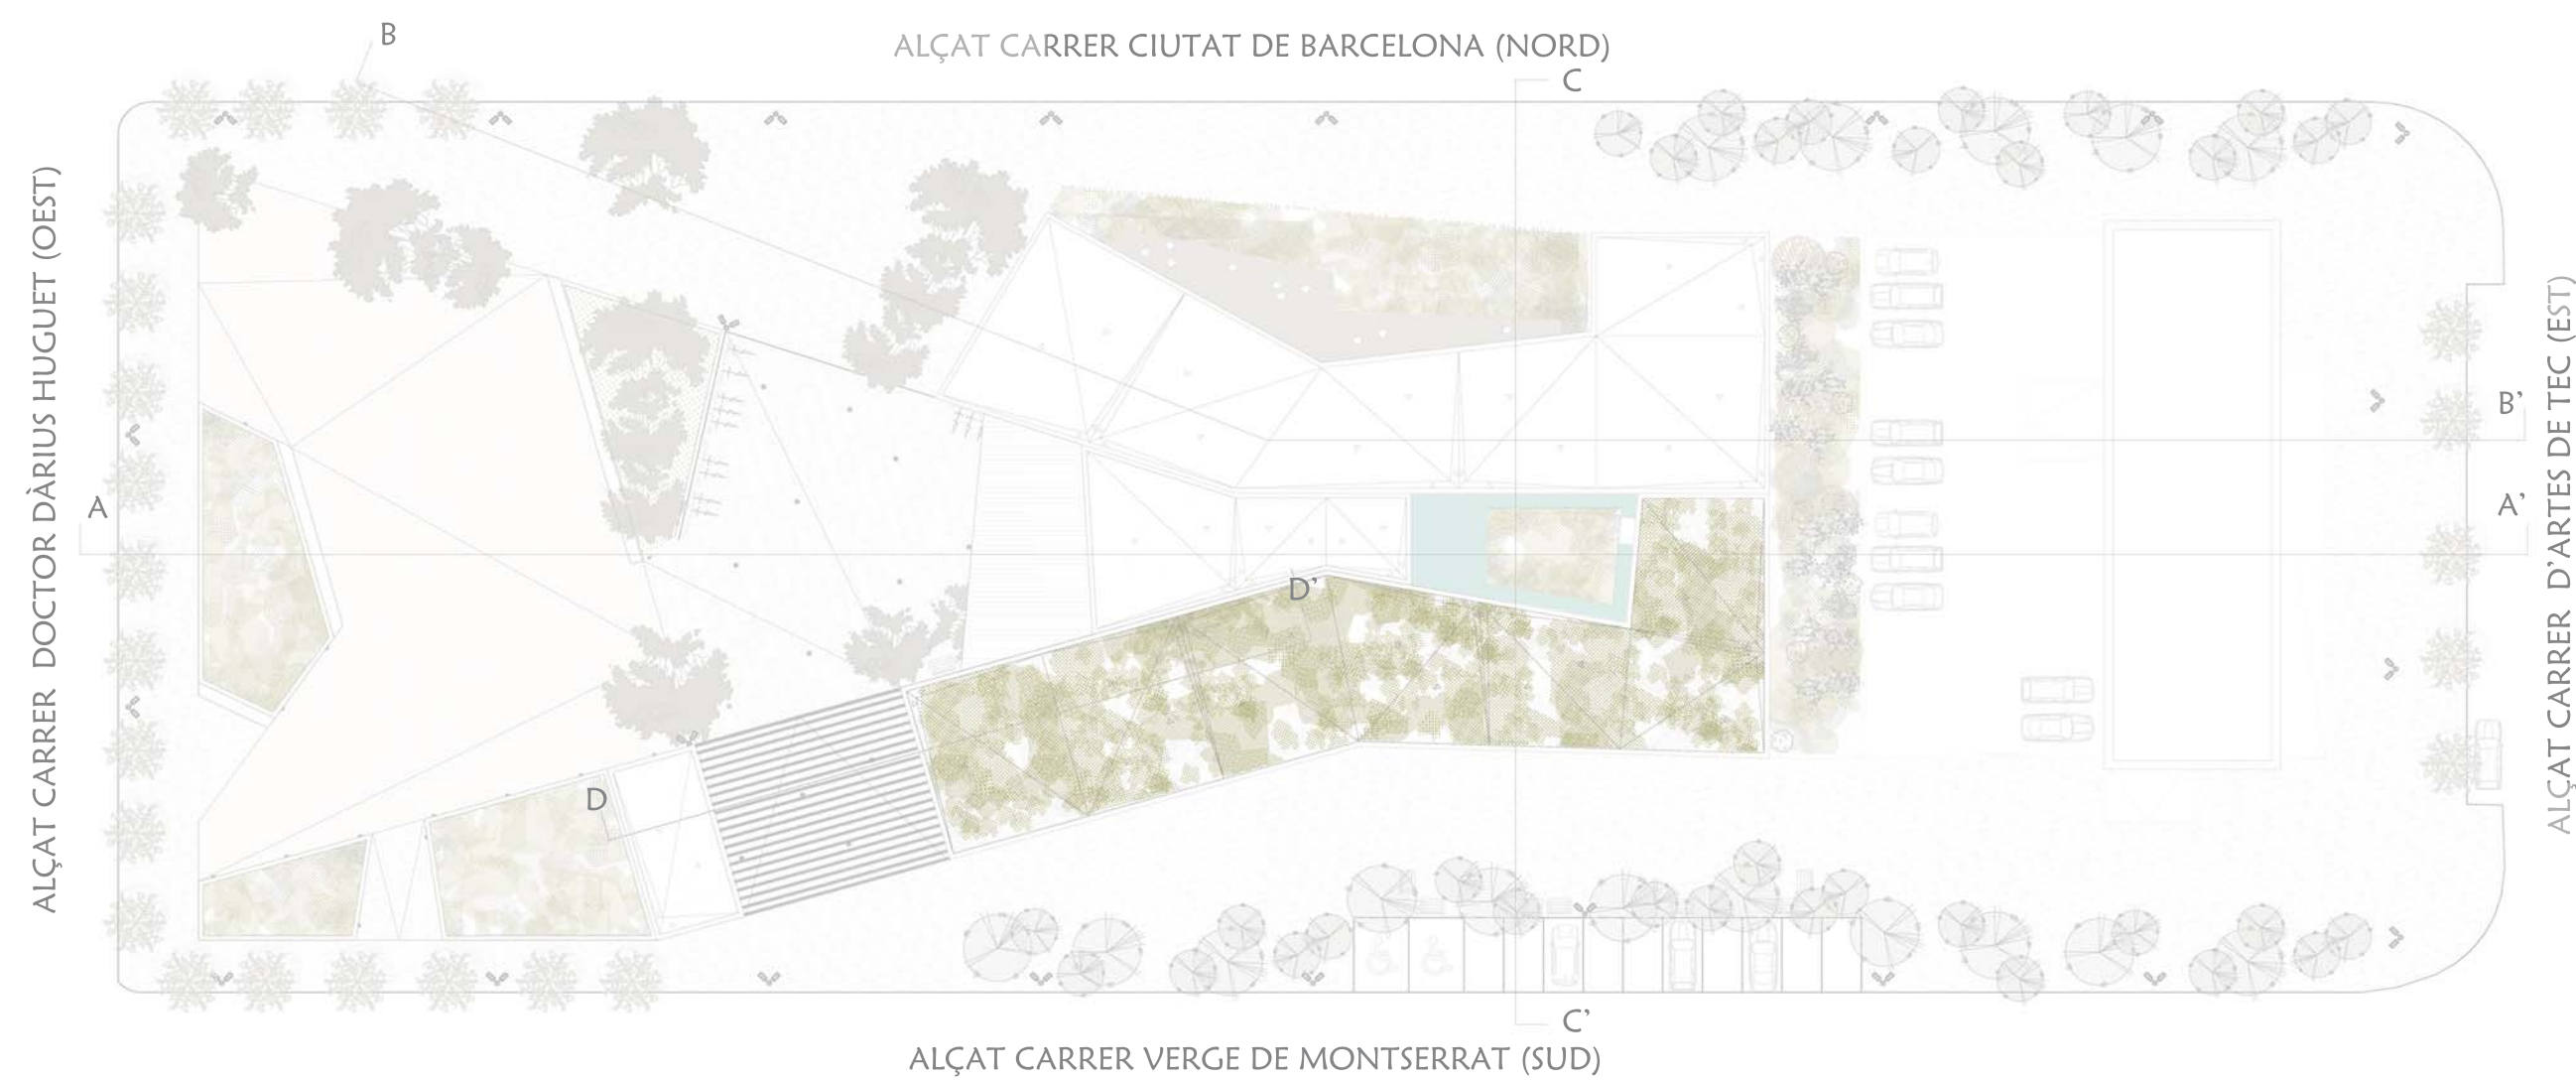 B
ALÇAT CARRER CIUTAT DE BARCELONA (NORD)
C
ALÇAT CARRER DOCTOR DÀRIUS HUGUET (OEST)
ALÇAT CARRER D'ARTES DE TEC (EST)
B'
A
A'
D'
D
C'
ALÇAT CARRER VERGE DE MONTSERRAT (SUD)